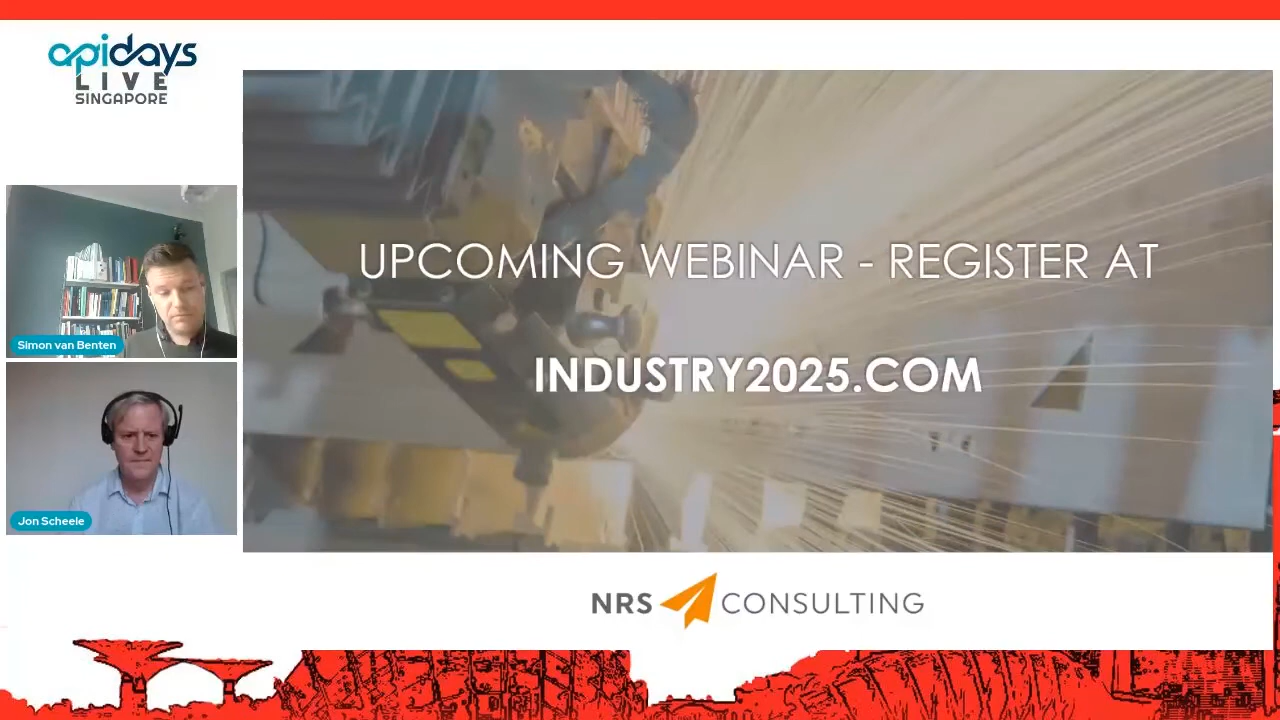 apidays
LIVE
SINGAPORE
Simon van Benten
Jon Scheele
UPCOMING WEBINAR - REGISTER AT
INDUSTRY2025.COM
NRS CONSULTING